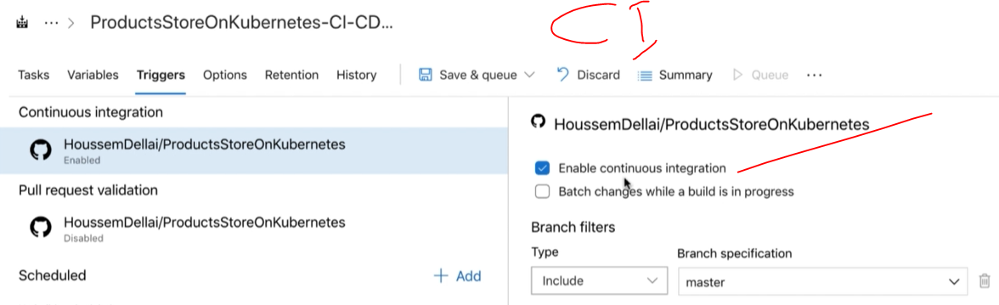 ... > ProductsStoreOnKubernetes-CI-CD...
CI
Tasks Variables Triggers Options Retention History Save & queue Discard Summary Queue ...
Continuous integration
HoussemDellai/ProductsStoreOnKubernetes
Enabled
Pull request validation
HoussemDellai/ProductsStoreOnKubernetes
Disabled
Scheduled + Add
HoussemDellai/ProductsStoreOnKubernetes
Enable continuous integration
Batch changes while a build is in progress
Branch filters
Type Branch specification
Include master